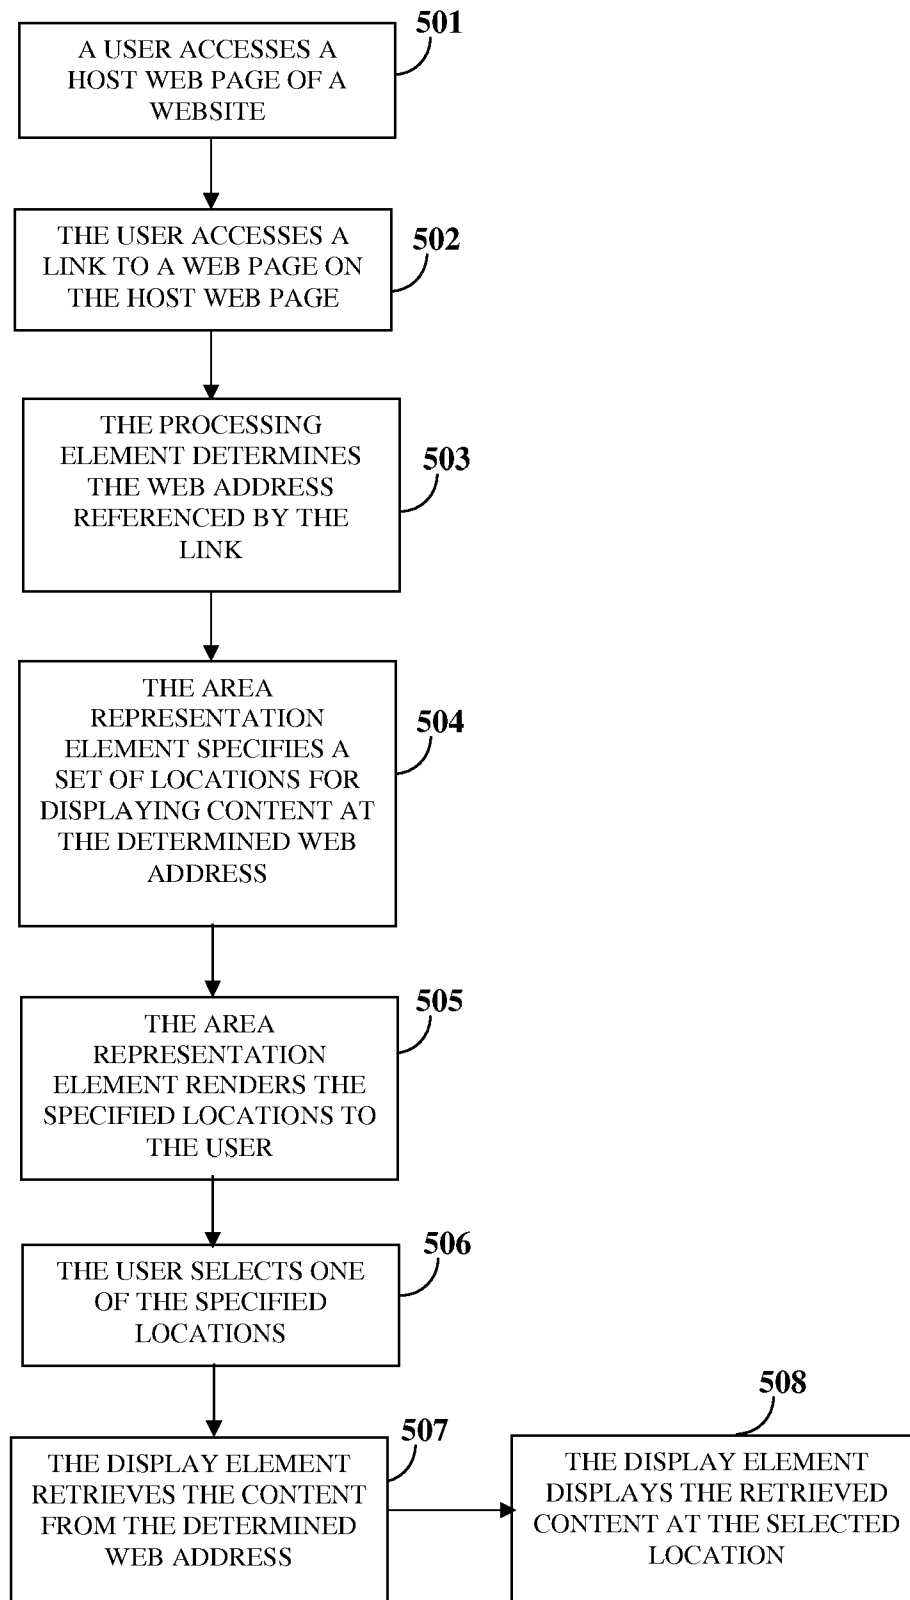 501
A USER ACCESSES A
HOST WEB PAGE OF A
WEBSITE
502
THE USER ACCESSES A
LINK TO A WEB PAGE ON
THE HOST WEB PAGE
503
THE PROCESSING
ELEMENT DETERMINES
THE WEB ADDRESS
REFERENCED BY THE
LINK
504
THE AREA
REPRESENTATION
ELEMENT SPECIFIES A
SET OF LOCATIONS FOR
DISPLAYING CONTENT AT
THE DETERMINED WEB
ADDRESS
505
THE AREA
REPRESENTATION
ELEMENT RENDERS THE
SPECIFIED LOCATIONS TO
THE USER
506
THE USER SELECTS ONE
OF THE SPECIFIED
LOCATIONS
507
THE DISPLAY ELEMENT
RETRIEVES THE CONTENT
FROM THE DETERMINED
WEB ADDRESS
508
THE DISPLAY ELEMENT
DISPLAYS THE RETRIEVED
CONTENT AT THE SELECTED
LOCATION